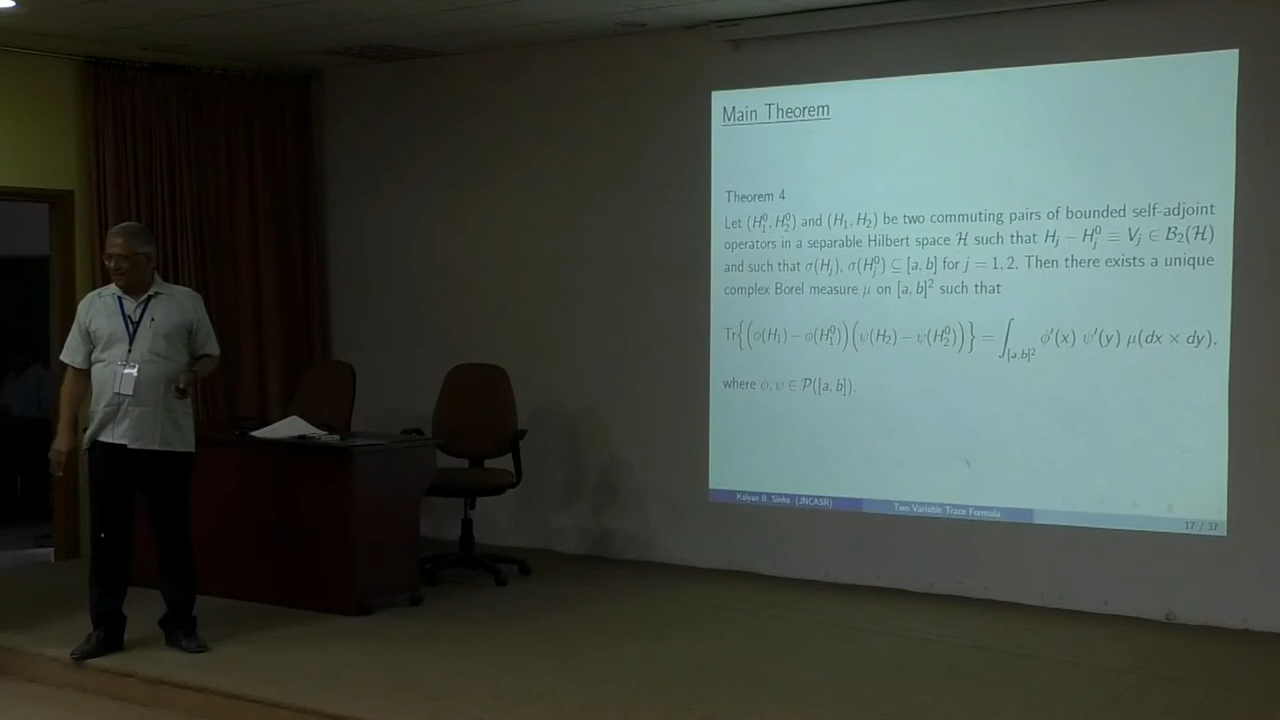 Main Theorem
Theorem 4
Let (H₁⁰, H₂⁰) and (H₁, H₂) be two commuting pairs of bounded self-adjoint
operators in a separable Hilbert space ℋ such that Hⱼ − Hⱼ⁰ ≡ Vⱼ ∈ ℬ₂(ℋ)
and such that σ(Hⱼ), σ(Hⱼ⁰) ⊆ [a, b] for j = 1, 2. Then there exists a unique
complex Borel measure μ on [a, b]² such that
Tr{(φ(H₁) − φ(H₁⁰))(ψ(H₂) − ψ(H₂⁰))} = ∫_{[a,b]²} φ′(x) ψ′(y) μ(dx × dy),
where φ, ψ ∈ 𝒫([a, b]).
Kalyan B. Sinha (JNCASR) Two Variable Trace Formula 17 / 37